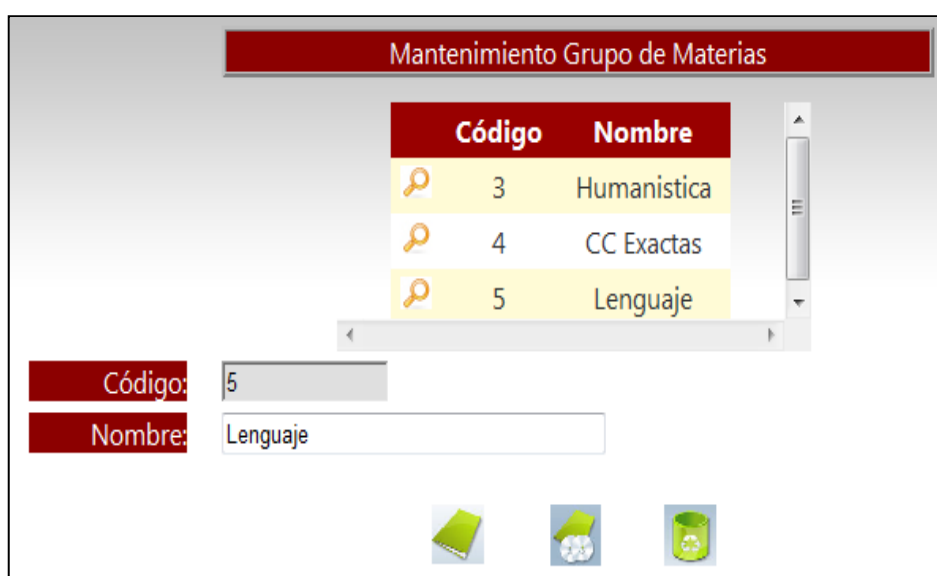 Mantenimiento Grupo de Materias
Código Nombre
3 Humanistica
4 CC Exactas
5 Lenguaje
Código: 5
Nombre: Lenguaje